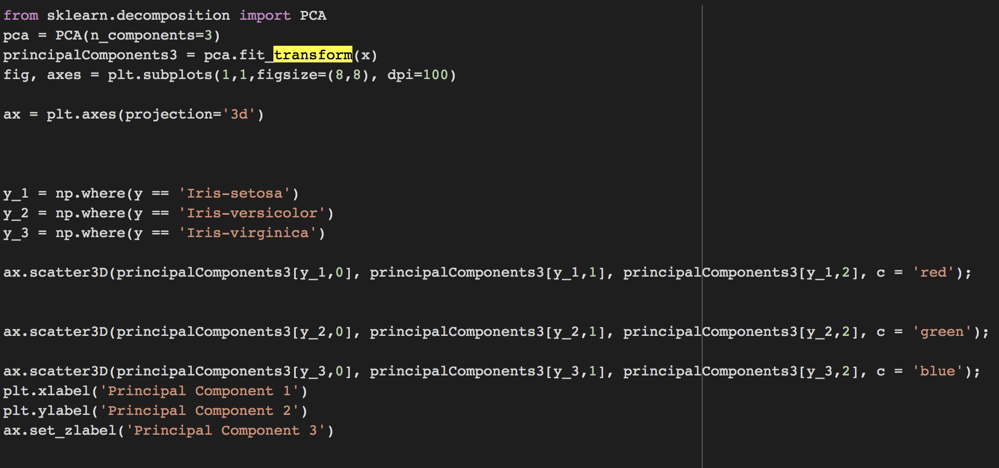 from sklearn.decomposition import PCA
pca = PCA(n_components=3)
principalComponents3 = pca.fit_transform(x)
fig, axes = plt.subplots(1,1,figsize=(8,8), dpi=100)
ax = plt.axes(projection='3d')
y_1 = np.where(y == 'Iris-setosa')
y_2 = np.where(y == 'Iris-versicolor')
y_3 = np.where(y == 'Iris-virginica')
ax.scatter3D(principalComponents3[y_1,0], principalComponents3[y_1,1], principalComponents3[y_1,2], c = 'red');
ax.scatter3D(principalComponents3[y_2,0], principalComponents3[y_2,1], principalComponents3[y_2,2], c = 'green');
ax.scatter3D(principalComponents3[y_3,0], principalComponents3[y_3,1], principalComponents3[y_3,2], c = 'blue');
plt.xlabel('Principal Component 1')
plt.ylabel('Principal Component 2')
ax.set_zlabel('Principal Component 3')